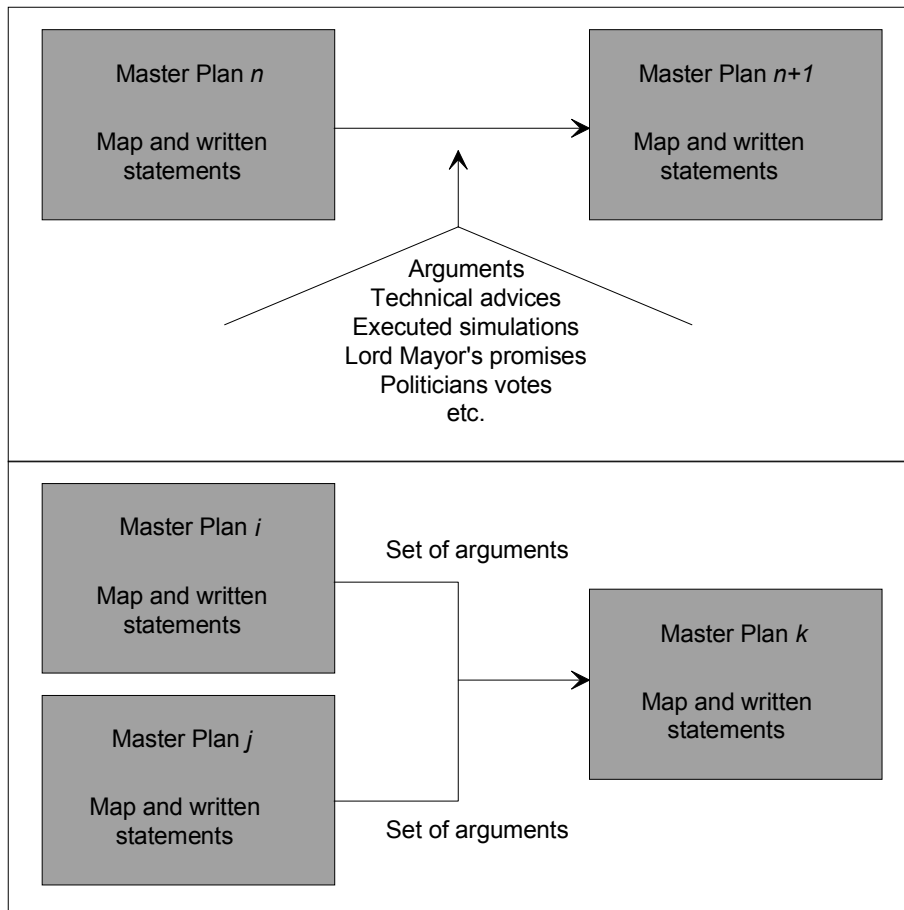 Master Plan n
Map and written
statements
Master Plan n+1
Map and written
statements
Arguments
Technical advices
Executed simulations
Lord Mayor's promises
Politicians votes
etc.
Master Plan i
Map and written
statements
Set of arguments
Master Plan j
Map and written
statements
Set of arguments
Master Plan k
Map and written
statements